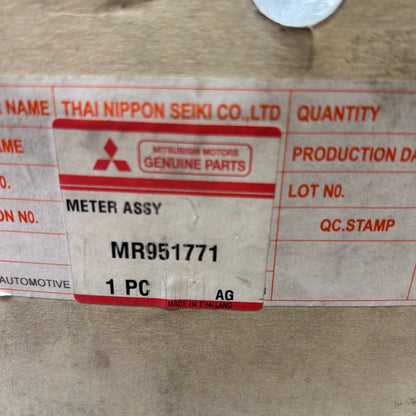 R NAME THAI NIPPON SEIKI CO.,LTD QUANTITY
AME
MITSUBISHI MOTORS
GENUINE PARTS
PRODUCTION DA
O.
LOT NO.
METER ASSY
ON NO.
QC.STAMP
MR951771
AUTOMOTIVE
1 PC
AG
MADE IN THAILAND